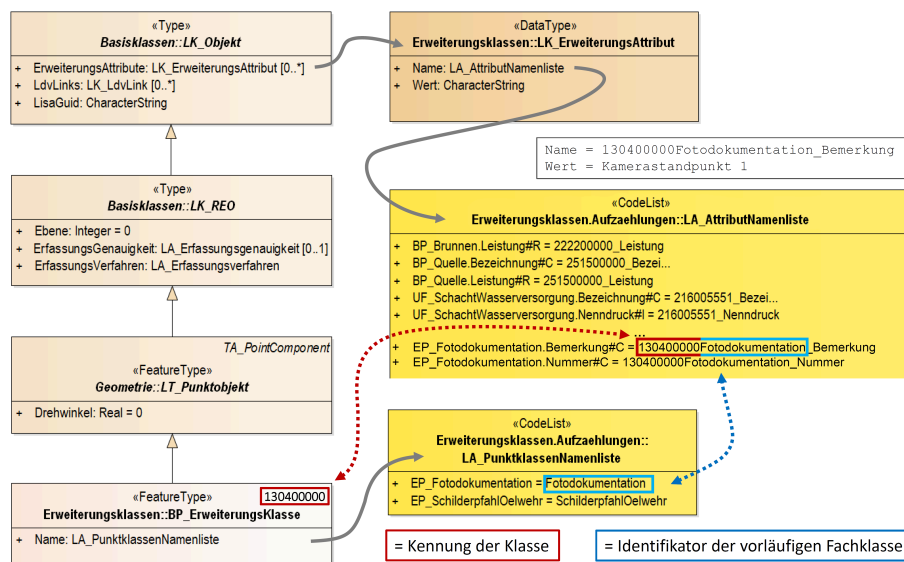 «Type»
Basisklassen::LK_Objekt
+ ErweiterungsAttribute: LK_ErweiterungsAttribut [0..*]
+ LdvLinks: LK_LdvLink [0..*]
+ LisaGuid: CharacterString
«DataType»
Erweiterungsklassen::LK_ErweiterungsAttribut
+ Name: LA_AttributNamenliste
+ Wert: CharacterString
Name = 130400000Fotodokumentation_Bemerkung
Wert = Kamerastandpunkt 1
«Type»
Basisklassen::LK_REO
+ Ebene: Integer = 0
+ ErfassungsGenauigkeit: LA_Erfassungsgenauigkeit [0..1]
+ ErfassungsVerfahren: LA_Erfassungsverfahren
«CodeList»
Erweiterungsklassen.Aufzaehlungen::LA_AttributNamenliste
+ BP_Brunnen.Leistung#R = 222200000_Leistung
+ BP_Quelle.Bezeichnung#C = 251500000_Bezei...
+ BP_Quelle.Leistung#R = 251500000_Leistung
+ UF_SchachtWasserversorgung.Bezeichnung#C = 216005551_Bezei...
+ UF_SchachtWasserversorgung.Nenndruck#I = 216005551_Nenndruck
...
+ EP_Fotodokumentation.Bemerkung#C = 130400000Fotodokumentation_Bemerkung
+ EP_Fotodokumentation.Nummer#C = 130400000Fotodokumentation_Nummer
TA_PointComponent
«FeatureType»
Geometrie::LT_Punktobjekt
+ Drehwinkel: Real = 0
«CodeList»
Erweiterungsklassen.Aufzaehlungen::
LA_PunktklassenNamenliste
+ EP_Fotodokumentation = Fotodokumentation
+ EP_SchilderpfahlOelwehr = SchilderpfahlOelwehr
«FeatureType» 130400000
Erweiterungsklassen::BP_ErweiterungsKlasse
+ Name: LA_PunktklassenNamenliste
= Kennung der Klasse
= Identifikator der vorläufigen Fachklasse